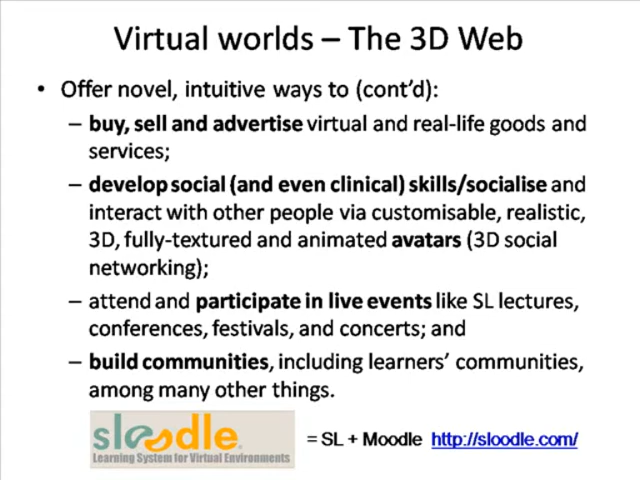 Virtual worlds – The 3D Web
• Offer novel, intuitive ways to (cont'd):
– buy, sell and advertise virtual and real-life goods and
services;
– develop social (and even clinical) skills/socialise and
interact with other people via customisable, realistic,
3D, fully-textured and animated avatars (3D social
networking);
– attend and participate in live events like SL lectures,
conferences, festivals, and concerts; and
– build communities, including learners' communities,
among many other things.
sloodle
Learning System for Virtual Environments
= SL + Moodle http://sloodle.com/